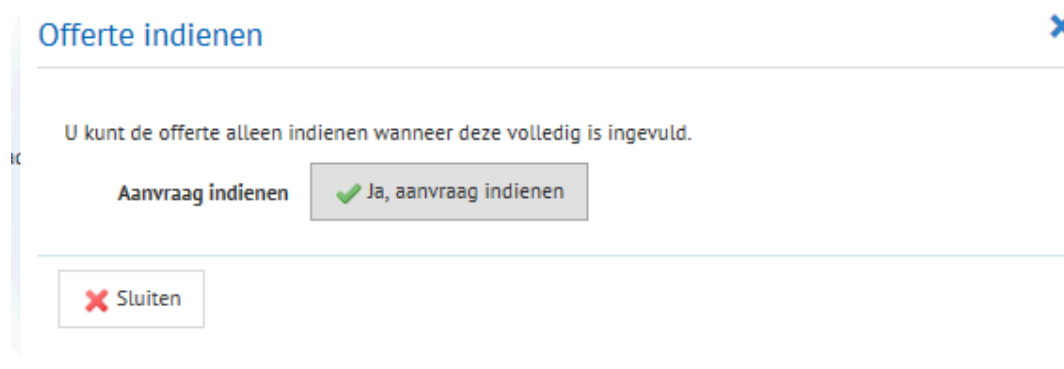 Offerte indienen
U kunt de offerte alleen indienen wanneer deze volledig is ingevuld.
Aanvraag indienen Ja, aanvraag indienen
Sluiten